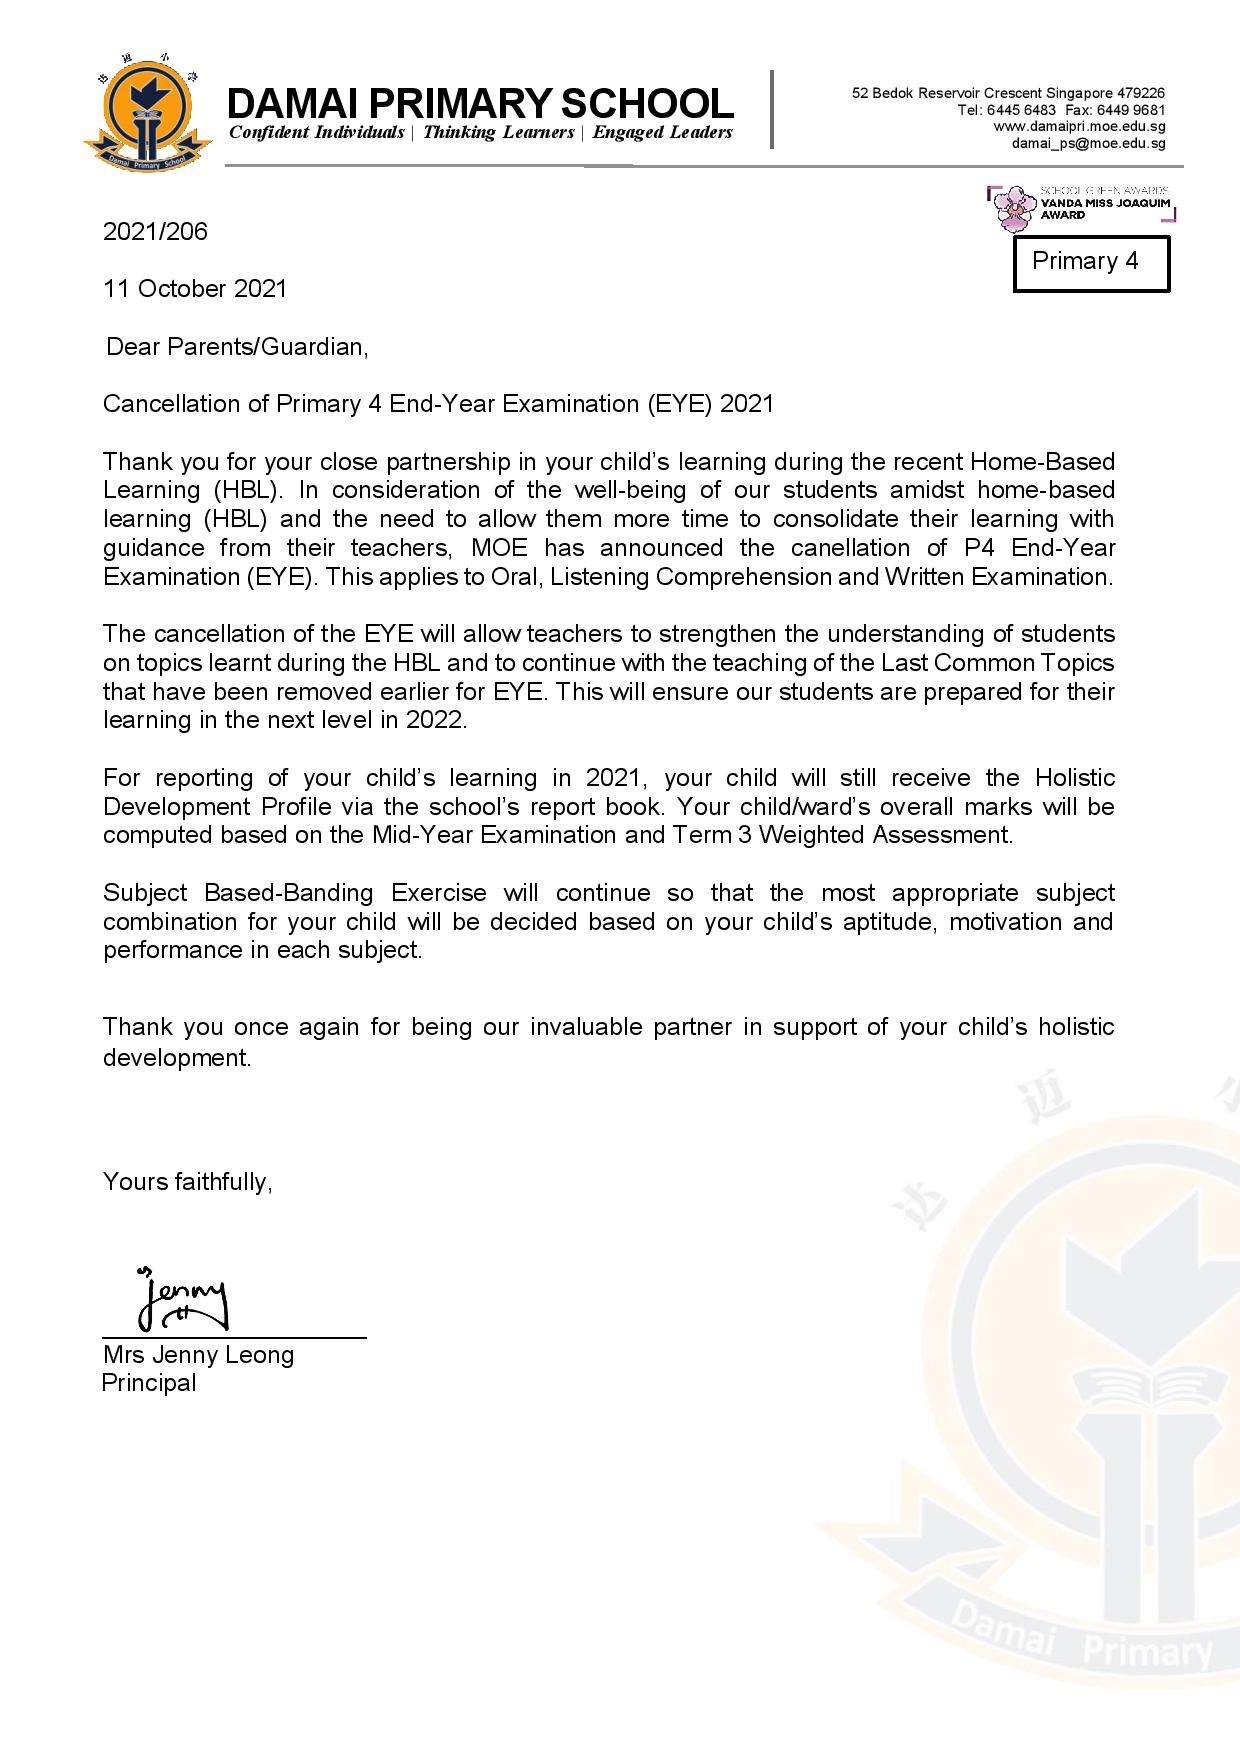 达 迈 小 学
Damai Primary School
DAMAI PRIMARY SCHOOL
Confident Individuals | Thinking Learners | Engaged Leaders
52 Bedok Reservoir Crescent Singapore 479226
Tel: 6445 6483 Fax: 6449 9681
www.damaipri.moe.edu.sg
damai_ps@moe.edu.sg
SCHOOL GREEN AWARDS
VANDA MISS JOAQUIM
AWARD
2021/206
Primary 4
11 October 2021
Dear Parents/Guardian,
Cancellation of Primary 4 End-Year Examination (EYE) 2021
Thank you for your close partnership in your child’s learning during the recent Home-Based
Learning (HBL). In consideration of the well-being of our students amidst home-based
learning (HBL) and the need to allow them more time to consolidate their learning with
guidance from their teachers, MOE has announced the canellation of P4 End-Year
Examination (EYE). This applies to Oral, Listening Comprehension and Written Examination.
The cancellation of the EYE will allow teachers to strengthen the understanding of students
on topics learnt during the HBL and to continue with the teaching of the Last Common Topics
that have been removed earlier for EYE. This will ensure our students are prepared for their
learning in the next level in 2022.
For reporting of your child’s learning in 2021, your child will still receive the Holistic
Development Profile via the school’s report book. Your child/ward’s overall marks will be
computed based on the Mid-Year Examination and Term 3 Weighted Assessment.
Subject Based-Banding Exercise will continue so that the most appropriate subject
combination for your child will be decided based on your child’s aptitude, motivation and
performance in each subject.
Thank you once again for being our invaluable partner in support of your child’s holistic
development.
Yours faithfully,
Jenny
Mrs Jenny Leong
Principal
达 迈 小
Damai Primary